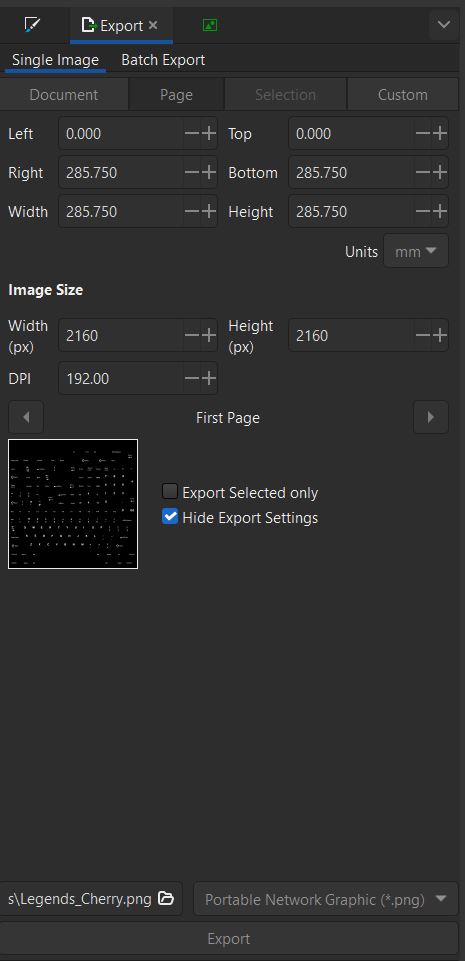 Export
Single Image Batch Export
Document Page Selection Custom
Left 0.000 Top 0.000
Right 285.750 Bottom 285.750
Width 285.750 Height 285.750
Units mm
Image Size
Width (px) 2160 Height (px) 2160
DPI 192.00
First Page
Export Selected only
Hide Export Settings
s\Legends_Cherry.png Portable Network Graphic (*.png)
Export